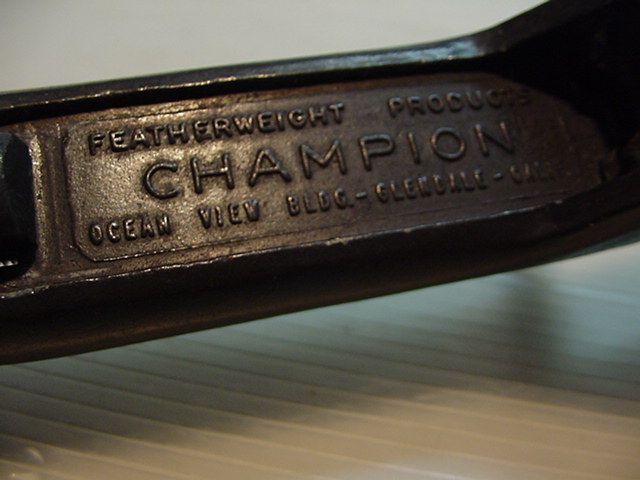 FEATHERWEIGHT PRODUCTS
CHAMPION
OCEAN VIEW BLDG.-GLENDALE-CAL.